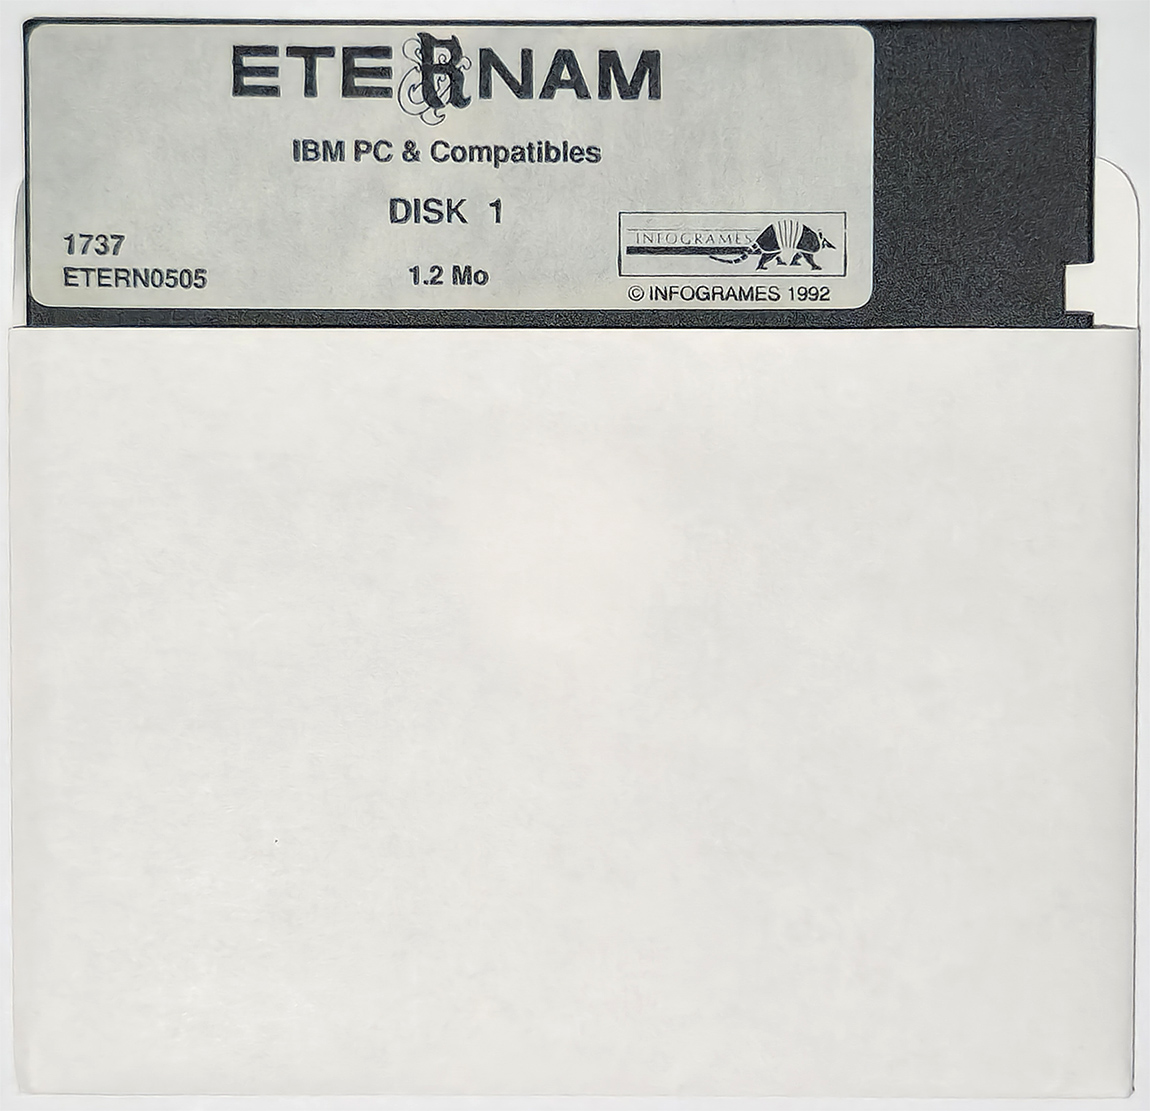 ETERNAM
IBM PC & Compatibles
DISK 1
1737
ETERN0505
1.2 Mo
INFOGRAMES
© INFOGRAMES 1992